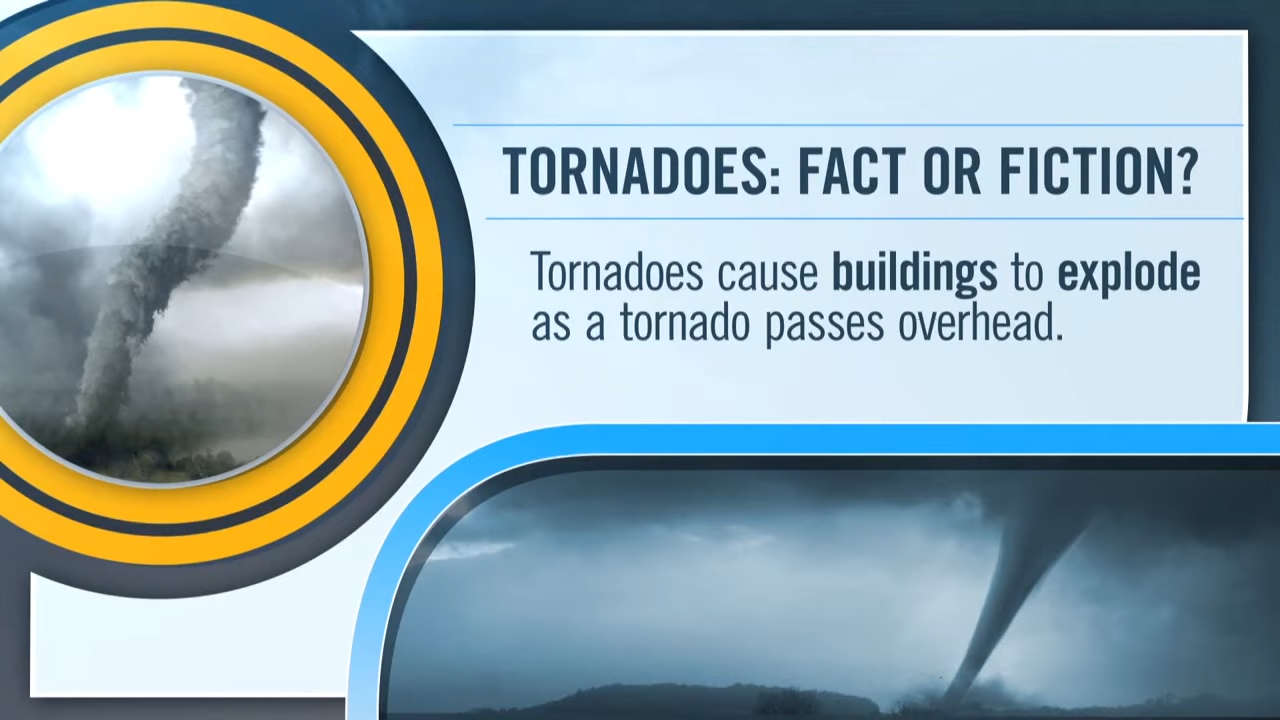 TORNADOES: FACT OR FICTION?
Tornadoes cause buildings to explode
as a tornado passes overhead.